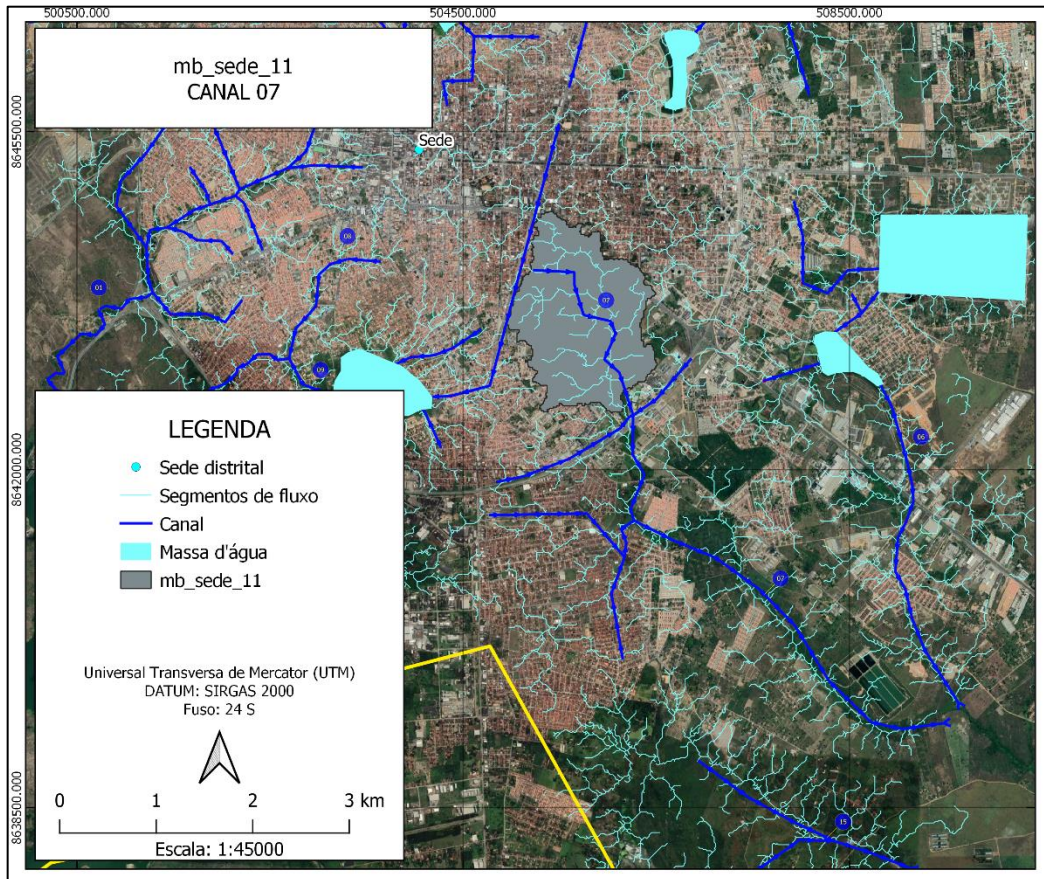 500500.000
504500.000
508500.000
mb_sede_11
CANAL 07
8645500.000
Sede
08
01
07
09
8642000.000
06
07
LEGENDA
Sede distrital
Segmentos de fluxo
Canal
Massa d'água
mb_sede_11
Universal Transversa de Mercator (UTM)
DATUM: SIRGAS 2000
Fuso: 24 S
8638500.000
0 1 2 3 km
Escala: 1:45000
15